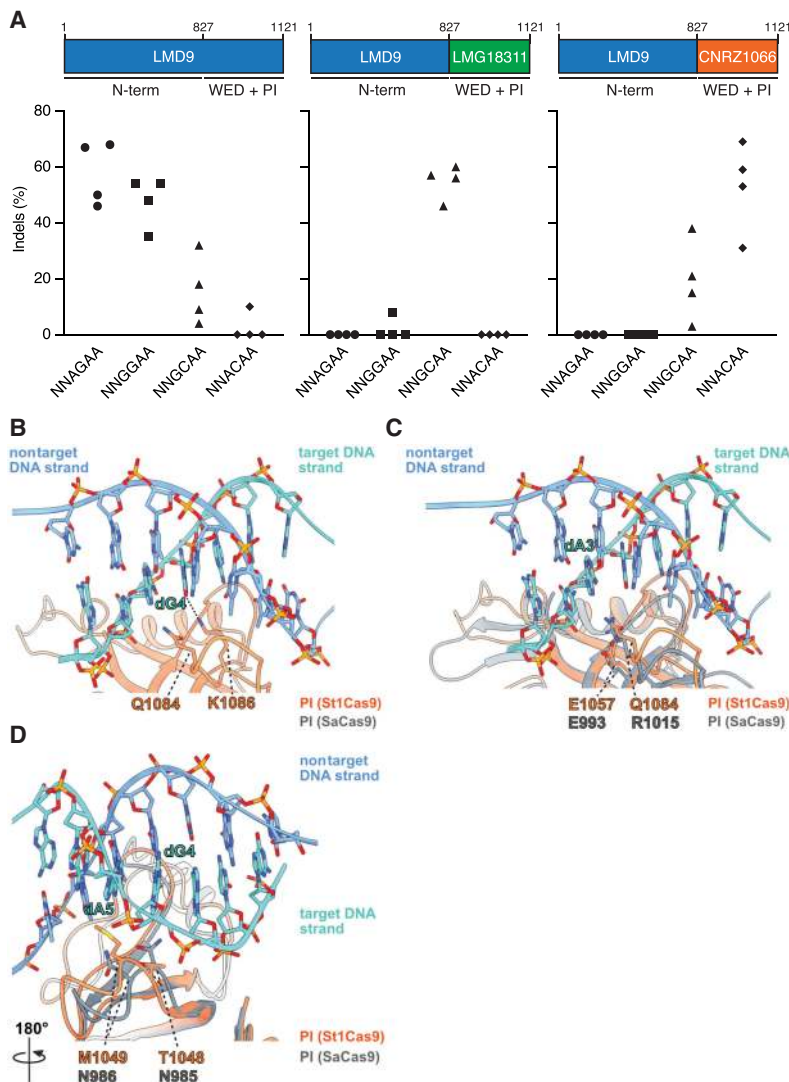 A
1 827 1121
LMD9
N-term WED + PI
1 827 1121
LMD9 LMG18311
N-term WED + PI
1 827 1121
LMD9 CNRZ1066
N-term WED + PI
Indels (%)
80
60
40
20
0
NNAGAA NNGGAA NNGCAA NNACAA
NNAGAA NNGGAA NNGCAA NNACAA
NNAGAA NNGGAA NNGCAA NNACAA
B
nontarget
DNA strand
target DNA
strand
dG4
Q1084 K1086
PI (St1Cas9)
PI (SaCas9)
C
nontarget
DNA strand
target DNA
strand
dA3
E1057 Q1084
E993 R1015
PI (St1Cas9)
PI (SaCas9)
D
nontarget
DNA strand
dG4
dA5
target DNA
strand
180°
M1049 T1048
N986 N985
PI (St1Cas9)
PI (SaCas9)